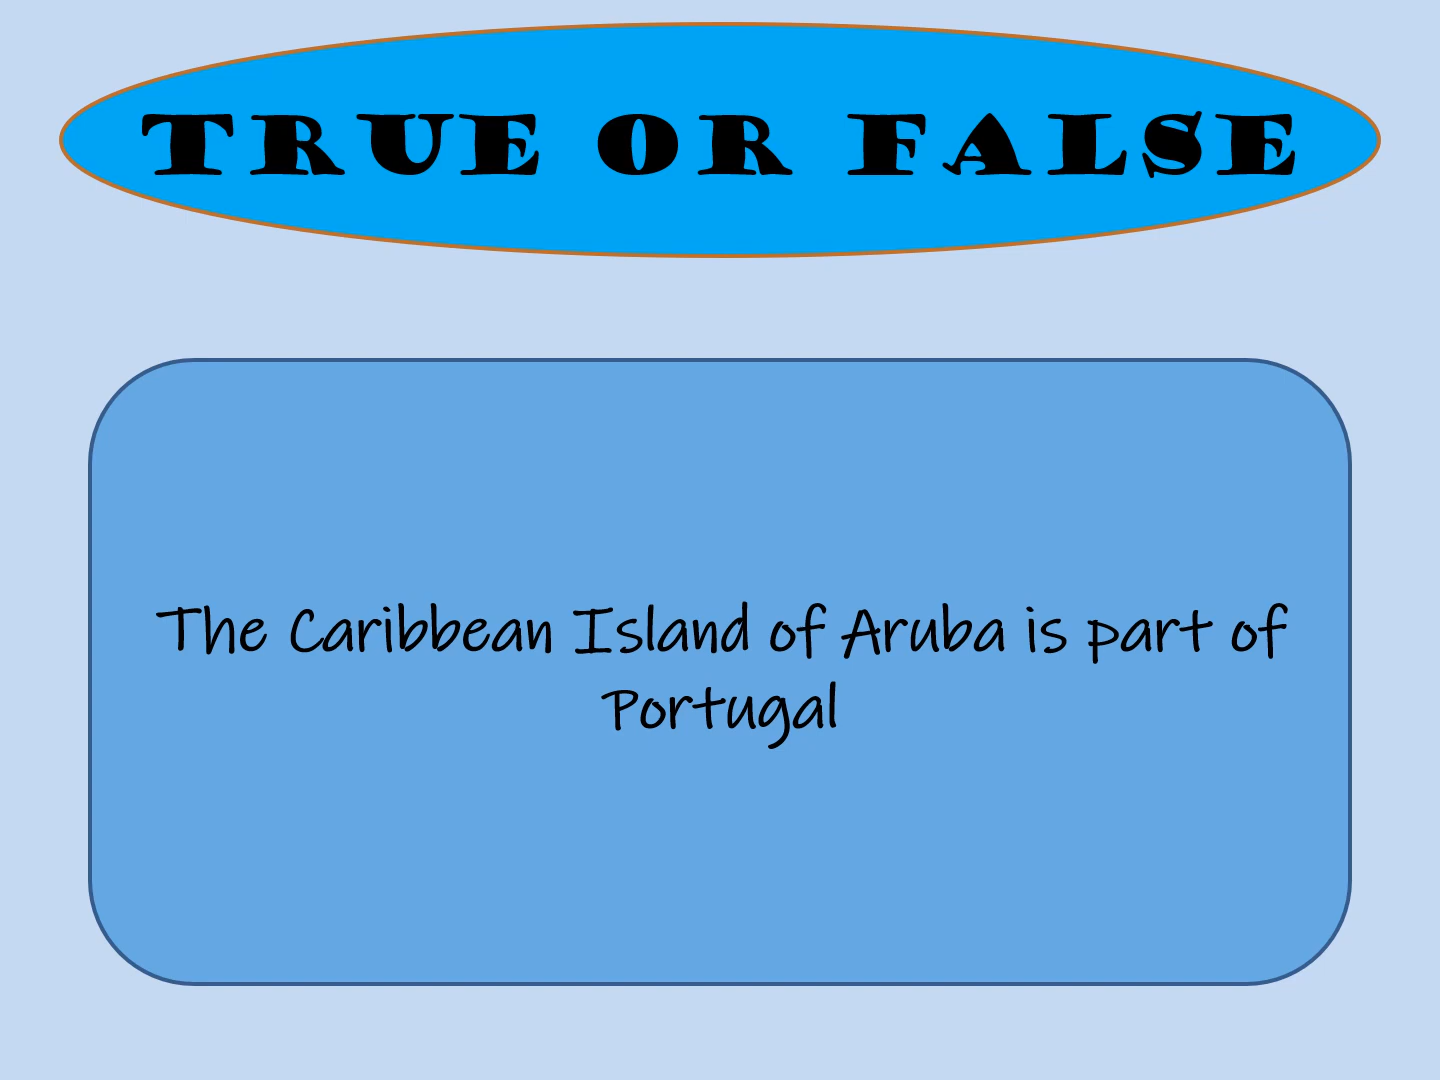 TRUE OR FALSE
The Caribbean Island of Aruba is part of
Portugal